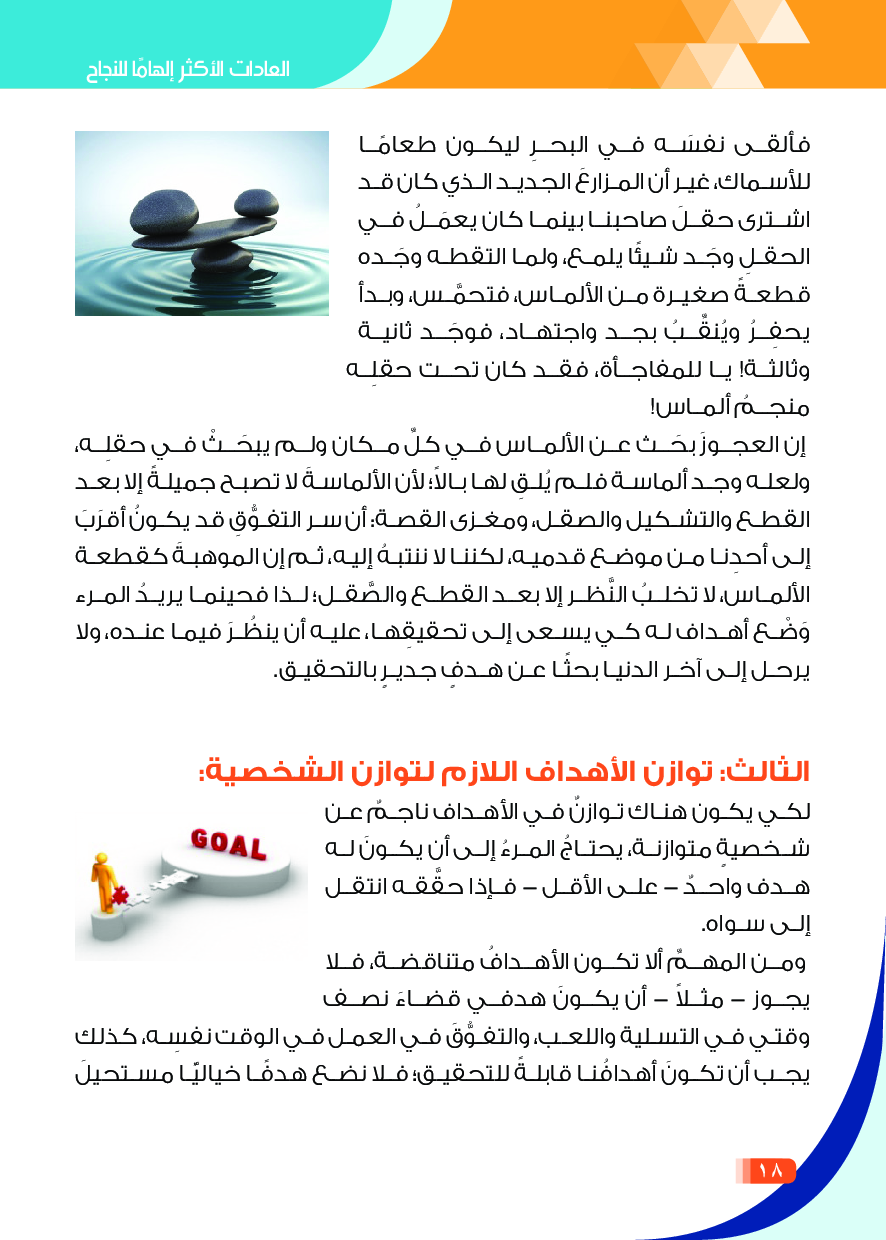 العادات الأكثر إلهامًا للنجاح
فألقى نفسَه في البحرِ ليكون طعامًا
للأسماك، غير أن المزارعَ الجديد الذي كان قد
اشترى حقلَ صاحبنا بينما كان يعمَلُ في
الحقلِ وجَد شيئًا يلمع، ولما التقطه وجَده
قطعةً صغيرة من الألماس، فتحمَّس، وبدأ
يحفِرُ ويُنقِّبُ بجد واجتهاد، فوجَد ثانية
وثالثة! يا للمفاجأة، فقد كان تحت حقلِه
منجمُ ألماس!
إن العجوزَ بحَث عن الألماس في كلِّ مكان ولم يبحَثْ في حقلِه،
ولعله وجد ألماسة فلم يُلقِ لها بالاً؛ لأن الألماسةَ لا تصبح جميلةً إلا بعد
القطع والتشكيل والصقل، ومغزى القصة: أن سر التفوُّقِ قد يكونُ أقرَبَ
إلى أحدِنا من موضع قدميه، لكننا لا ننتبهُ إليه، ثم إن الموهبةَ كقطعة
الألماس، لا تخلبُ النَّظر إلا بعد القطع والصَّقل؛ لذا فحينما يريدُ المرء
وَضْع أهداف له كي يسعى إلى تحقيقِها، عليه أن ينظُرَ فيما عنده، ولا
يرحل إلى آخر الدنيا بحثًا عن هدفٍ جديرٍ بالتحقيق.
الثالث: توازن الأهداف اللازم لتوازن الشخصية:
لكي يكون هناك توازنٌ في الأهداف ناجمٌ عن
شخصيةٍ متوازنة، يحتاجُ المرءُ إلى أن يكونَ له
هدف واحدٌ – على الأقل – فإذا حقَّقه انتقل
إلى سواه.
GOAL
ومن المهمِّ ألا تكون الأهدافُ متناقضة، فلا
يجوز – مثلاً – أن يكونَ هدفي قضاءَ نصف
وقتي في التسلية واللعب، والتفوُّقَ في العمل في الوقت نفسِه، كذلك
يجب أن تكونَ أهدافُنا قابلةً للتحقيق؛ فلا نضع هدفًا خياليًّا مستحيلَ
١٨